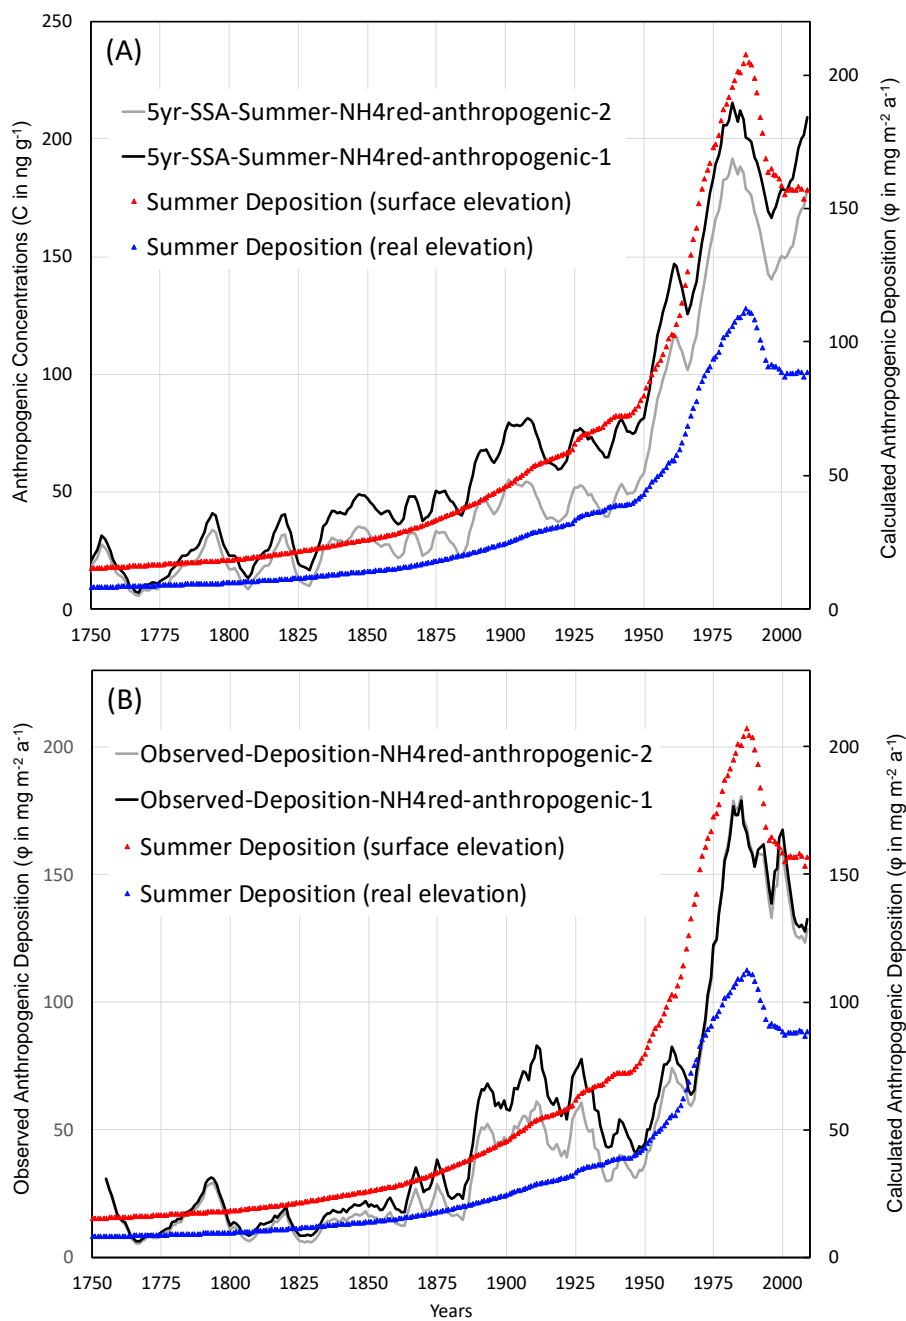 (A)
250
200
150
100
50
0
Anthropogenic Concentrations (C in ng g⁻¹)
5yr-SSA-Summer-NH4red-anthropogenic-2
5yr-SSA-Summer-NH4red-anthropogenic-1
Summer Deposition (surface elevation)
Summer Deposition (real elevation)
200
150
100
50
0
Calculated Anthropogenic Deposition (φ in mg m⁻² a⁻¹)
1750 1775 1800 1825 1850 1875 1900 1925 1950 1975 2000
(B)
200
150
100
50
0
Observed Anthropogenic Deposition (φ in mg m⁻² a⁻¹)
Observed-Deposition-NH4red-anthropogenic-2
Observed-Deposition-NH4red-anthropogenic-1
Summer Deposition (surface elevation)
Summer Deposition (real elevation)
200
150
100
50
0
Calculated Anthropogenic Deposition (φ in mg m⁻² a⁻¹)
1750 1775 1800 1825 1850 1875 1900 1925 1950 1975 2000
Years